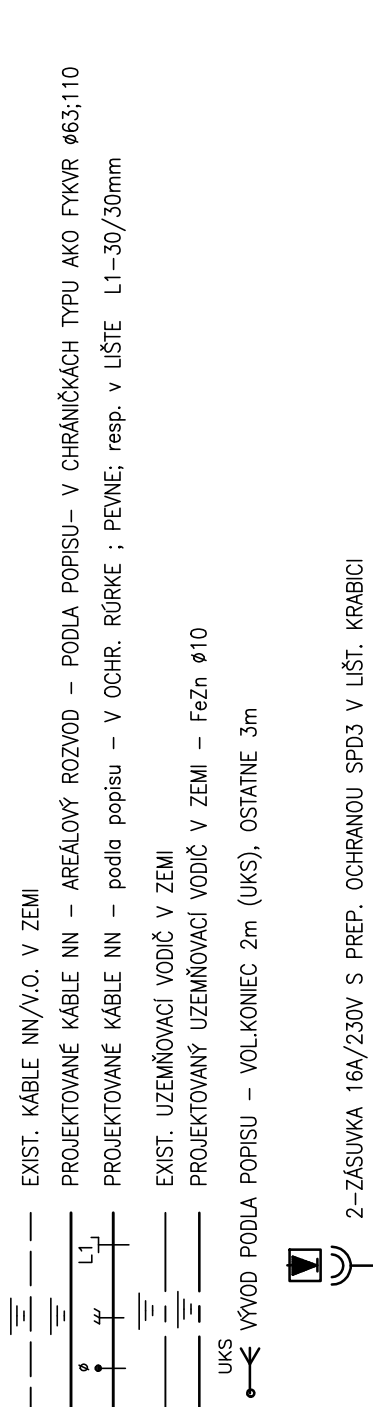 EXIST. KÁBLE NN/V.O. V ZEMI
PROJEKTOVANÉ KÁBLE NN – AREÁLOVÝ ROZVOD – PODLA POPISU– V CHRÁNIČKÁCH TYPU AKO FYKVR ø63;110
ø L1 PROJEKTOVANÉ KÁBLE NN – podla popisu – V OCHR. RÚRKE ; PEVNE; resp. v LIŠTE L1–30/30mm
EXIST. UZEMŇOVACÍ VODIČ V ZEMI
PROJEKTOVANÝ UZEMŇOVACÍ VODIČ V ZEMI – FeZn ø10
UKS VÝVOD PODLA POPISU – VOL.KONIEC 2m (UKS), OSTATNE 3m
2–ZÁSUVKA 16A/230V S PREP. OCHRANOU SPD3 V LIŠT. KRABICI